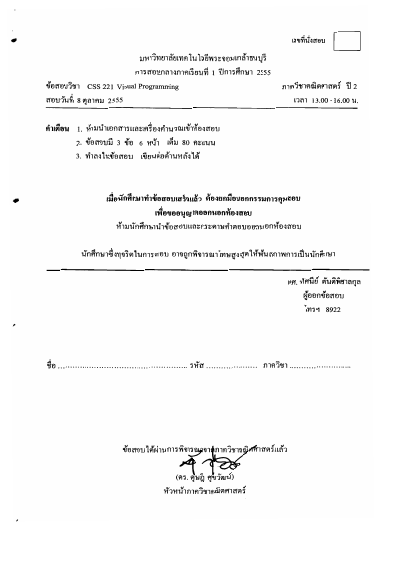 เลขที่นั่งสอบ
มหาวิทยาลัยเทคโนโลยีพระจอมเกล้าธนบุรี
การสอบกลางภาคเรียนที่ 1 ปีการศึกษา 2555
ข้อสอบวิชา CSS 221 Visual Programming ภาควิชาคณิตศาสตร์ ปี 2
สอบวันที่ 8 ตุลาคม 2555 เวลา 13.00-16.00 น.
คำเตือน 1. ห้ามนำเอกสารและเครื่องคำนวณเข้าห้องสอบ
2. ข้อสอบมี 3 ข้อ 6 หน้า เต็ม 80 คะแนน
3. ทำลงในข้อสอบ เขียนต่อด้านหลังได้
เมื่อนักศึกษาทำข้อสอบเสร็จแล้ว ต้องยกมือบอกกรรมการคุมสอบ
เพื่อขออนุญาตออกนอกห้องสอบ
ห้ามนักศึกษานำข้อสอบและกระดาษคำตอบออกนอกห้องสอบ
นักศึกษาซึ่งทุจริตในการสอบ อาจถูกพิจารณาโทษสูงสุดให้พ้นสภาพการเป็นนักศึกษา
ผศ. ทัศนีย์ ตันติพิศาลกุล
ผู้ออกข้อสอบ
โทรฯ 8922
ชื่อ ................................................ รหัส .................... ภาควิชา ........................
ข้อสอบได้ผ่านการพิจารณาจากภาควิชาคณิตศาสตร์แล้ว
(ดร. ดุษฎี ศุขวัฒน์)
หัวหน้าภาควิชาคณิตศาสตร์